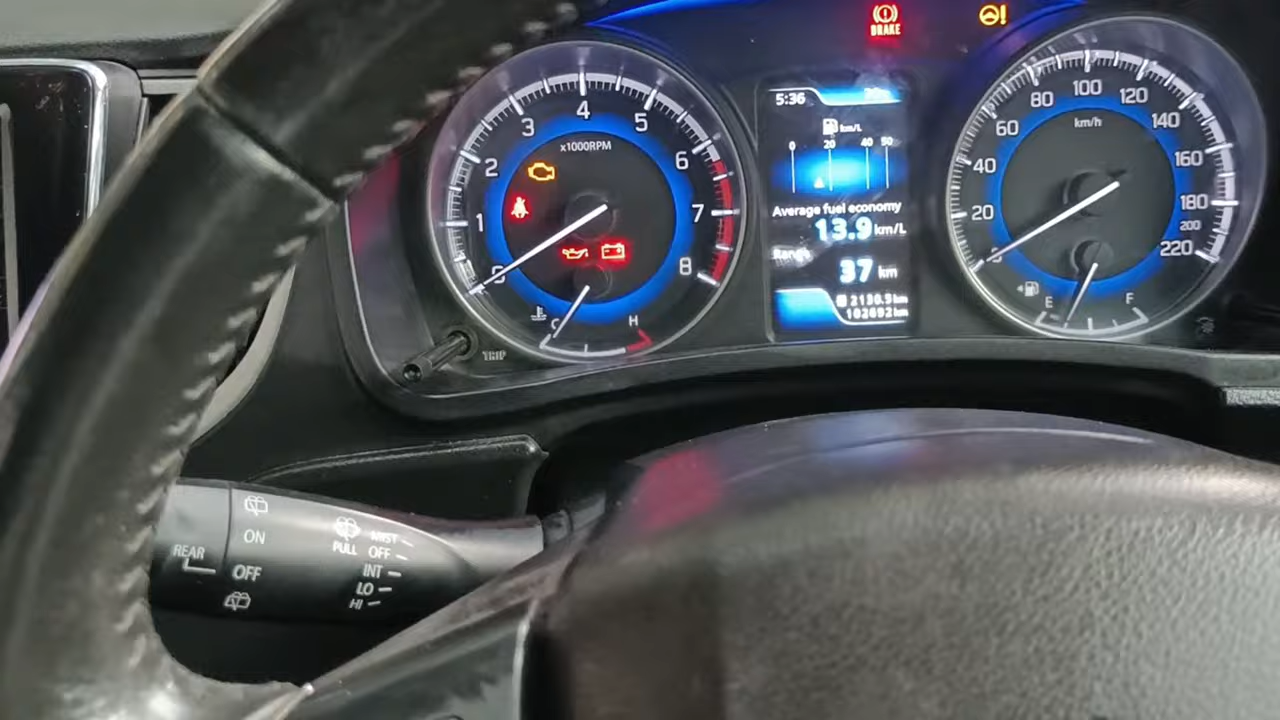 BRAKE
5:36
km/L
0 20 40 50
Average fuel economy
13.9 km/L
Range
37 km
102692 km
x1000RPM
1
2
3
4
5
6
7
8
C
H
TRIP
0
20
40
60
80
100
120
140
160
180
200
220
km/h
E
F
REAR
ON
OFF
PULL
MIST
OFF
INT
LO
HI